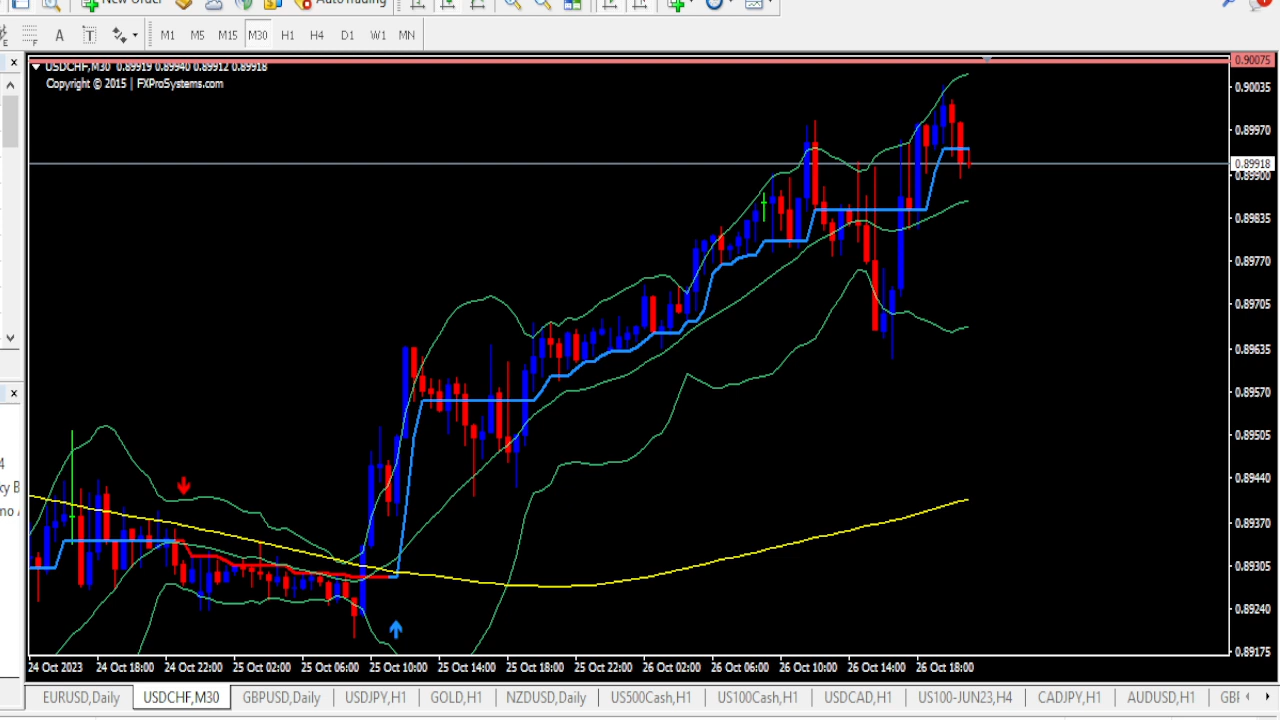 New Order
AutoTrading
A
T
M1 M5 M15 M30 H1 H4 D1 W1 MN
USDCHF,M30 0.89919 0.89940 0.89912 0.89918
Copyright © 2015 | FXProSystems.com
0.90075
0.90035
0.89970
0.89918
0.89900
0.89835
0.89770
0.89705
0.89635
0.89570
0.89505
0.89440
0.89370
0.89305
0.89240
0.89175
24 Oct 2023 24 Oct 18:00 24 Oct 22:00 25 Oct 02:00 25 Oct 06:00 25 Oct 10:00 25 Oct 14:00 25 Oct 18:00 25 Oct 22:00 26 Oct 02:00 26 Oct 06:00 26 Oct 10:00 26 Oct 14:00 26 Oct 18:00
EURUSD,Daily USDCHF,M30 GBPUSD,Daily USDJPY,H1 GOLD,H1 NZDUSD,Daily US500Cash,H1 US100Cash,H1 USDCAD,H1 US100-JUN23,H4 CADJPY,H1 AUDUSD,H1